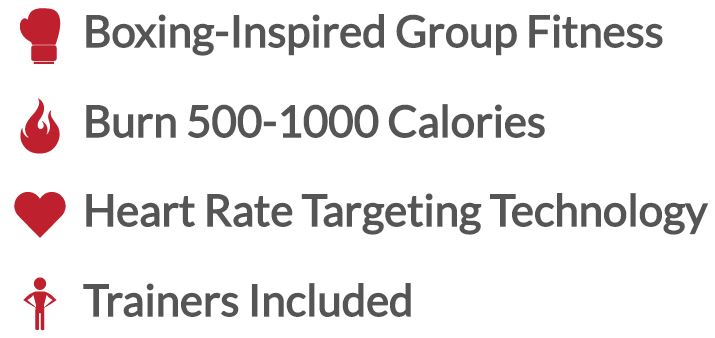 Boxing-Inspired Group Fitness
Burn 500-1000 Calories
Heart Rate Targeting Technology
Trainers Included